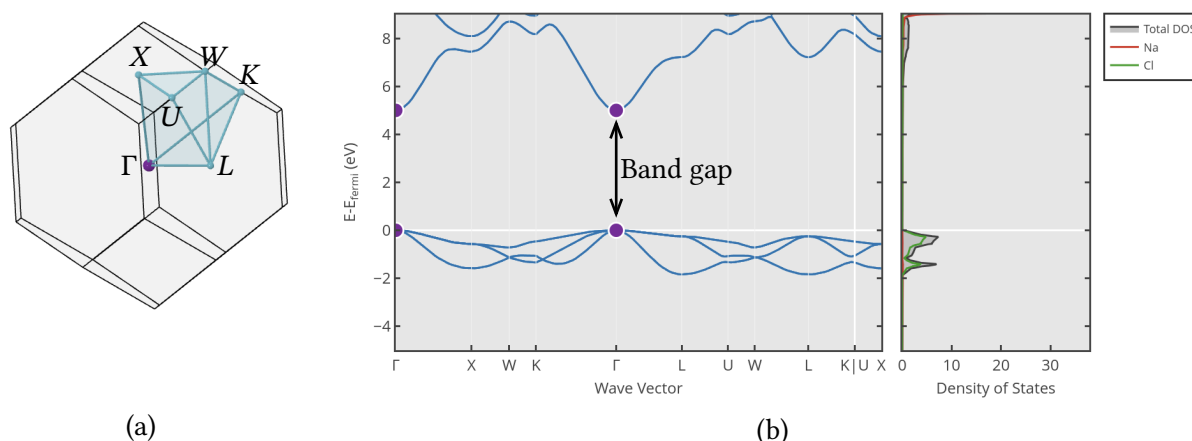 X
W
K
U
Γ
L
(a)
8
6
4
2
0
−2
−4
E-Efermi (eV)
Band gap
Γ X W K Γ L U W L K|U X
Wave Vector
(b)
0 10 20 30
Density of States
Total DOS
Na
Cl